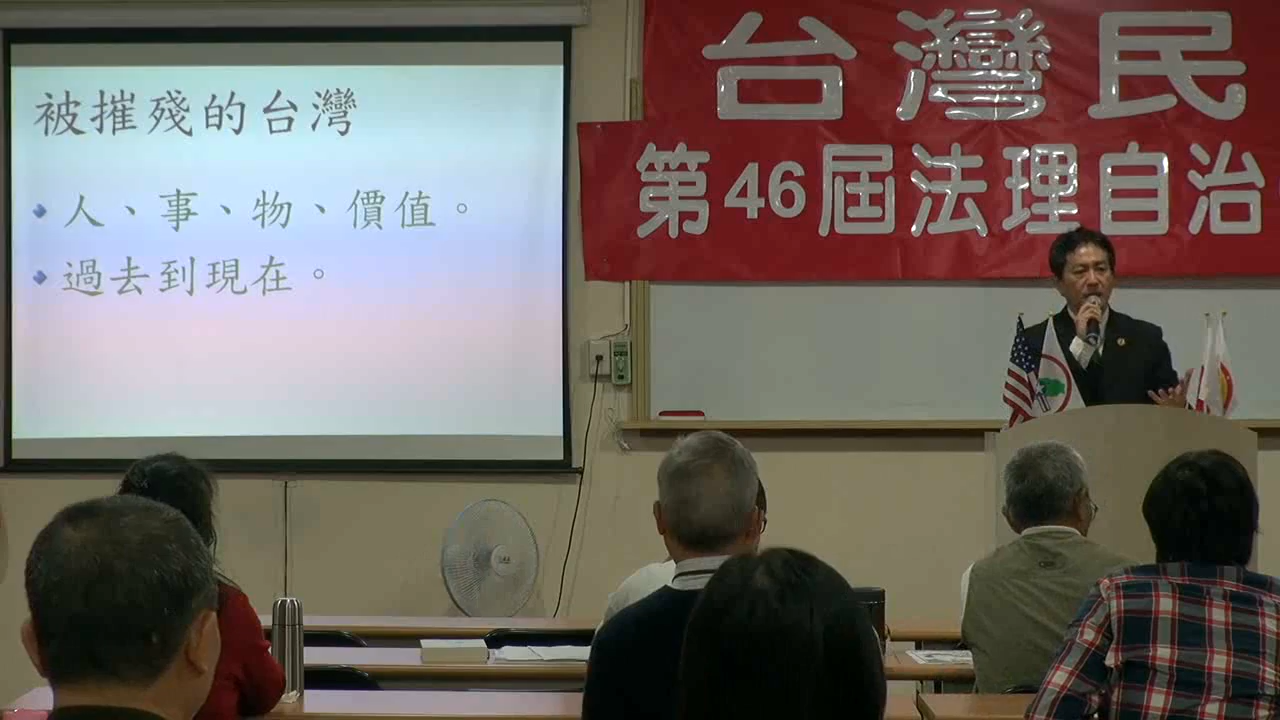 被摧殘的台灣
人、事、物、價值。
過去到現在。
台灣民
第46屆法理自治